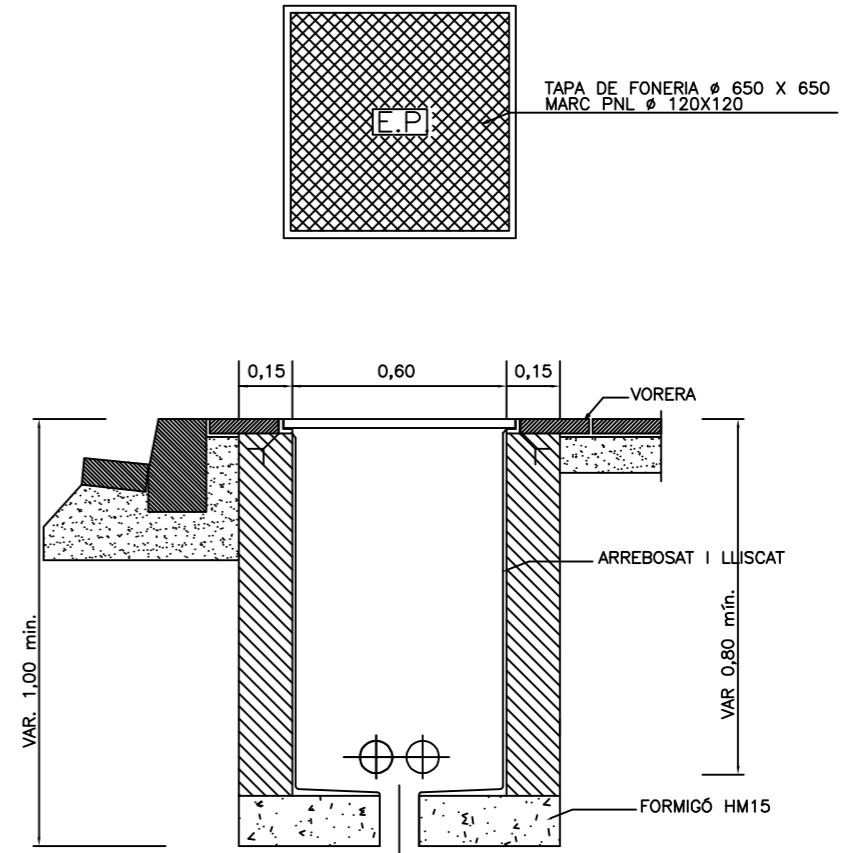 TAPA DE FONERIA ø 650 X 650
MARC PNL ø 120X120
E.P.
0,15 0,60 0,15
VORERA
ARREBOSAT I LLISCAT
VAR. 1,00 min.
VAR 0,80 mín.
FORMIGÓ HM15